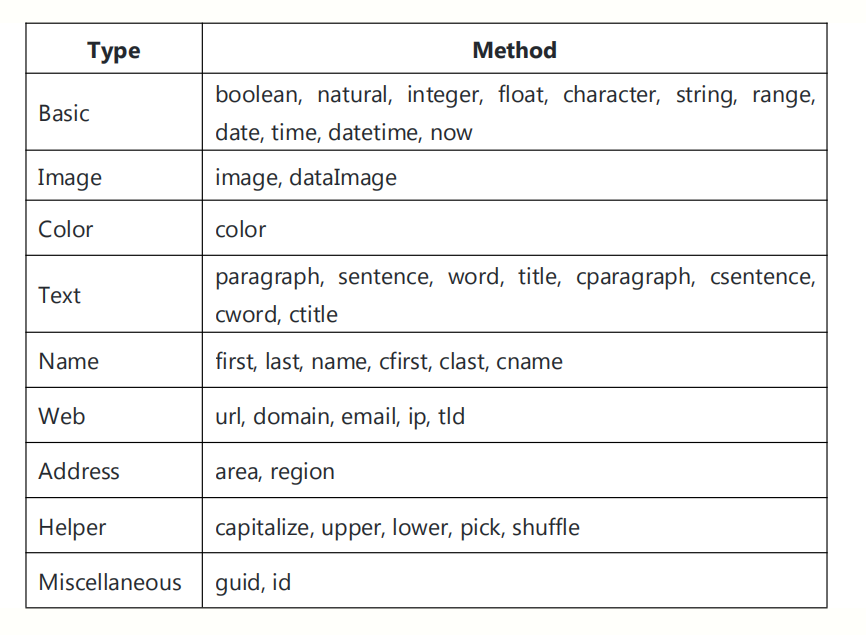 Type Method
Basic boolean, natural, integer, float, character, string, range,
date, time, datetime, now
Image image, dataImage
Color color
Text paragraph, sentence, word, title, cparagraph, csentence,
cword, ctitle
Name first, last, name, cfirst, clast, cname
Web url, domain, email, ip, tld
Address area, region
Helper capitalize, upper, lower, pick, shuffle
Miscellaneous guid, id